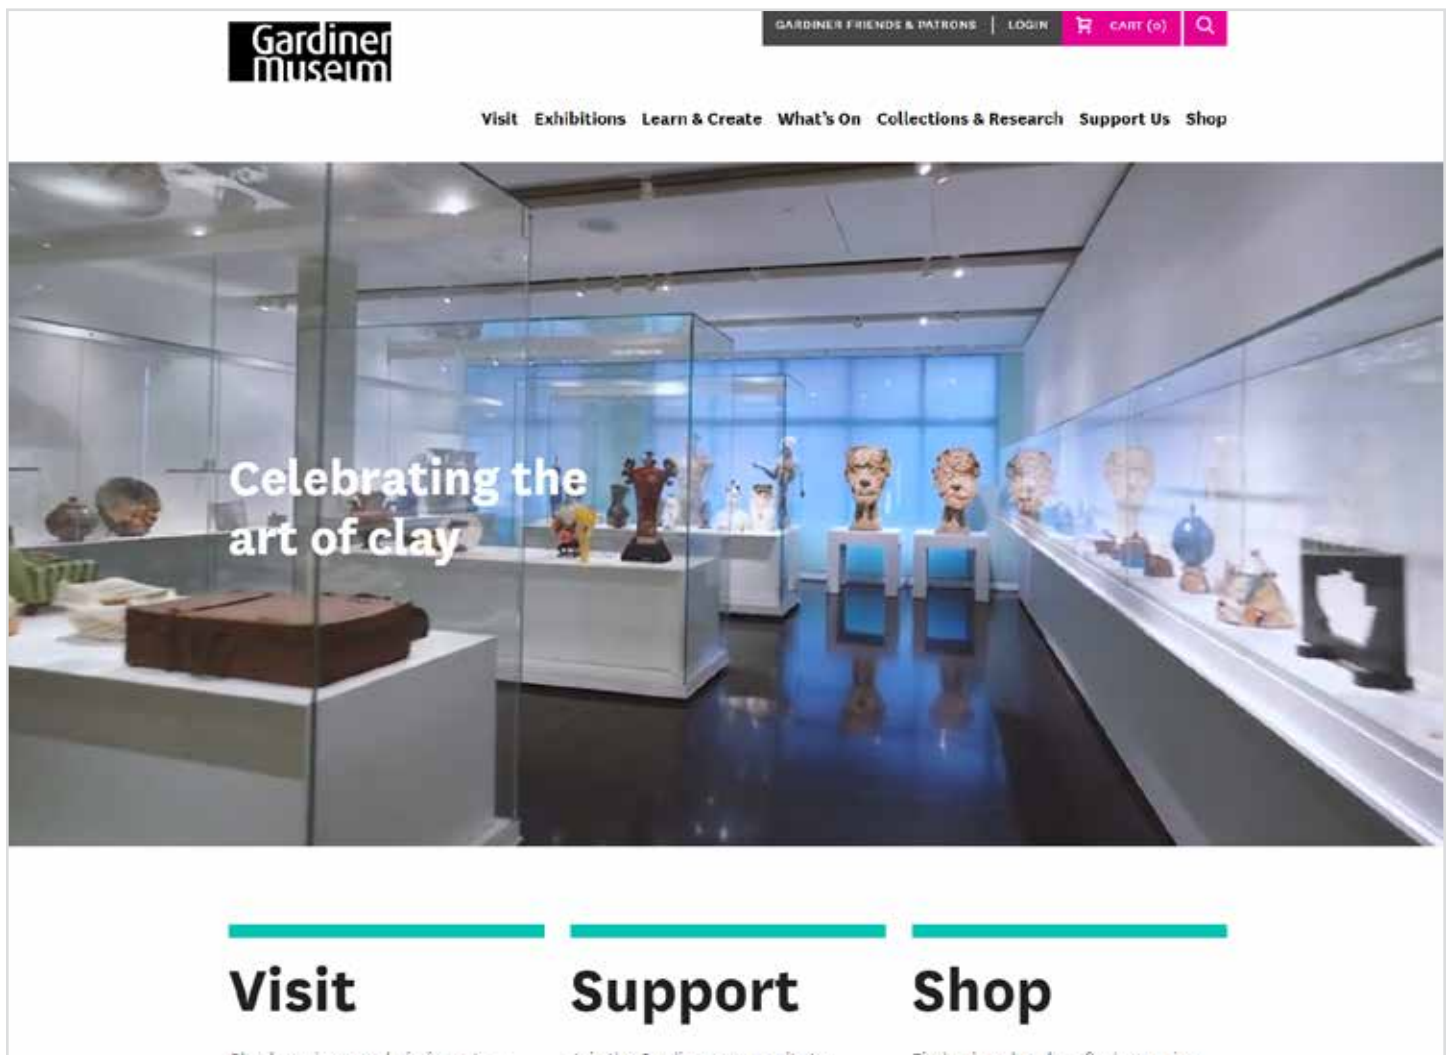 Gardiner
Museum
GARDINER FRIENDS & PATRONS | LOGIN CART (0)
Visit Exhibitions Learn & Create What's On Collections & Research Support Us Shop
Celebrating the
art of clay
Visit Support Shop